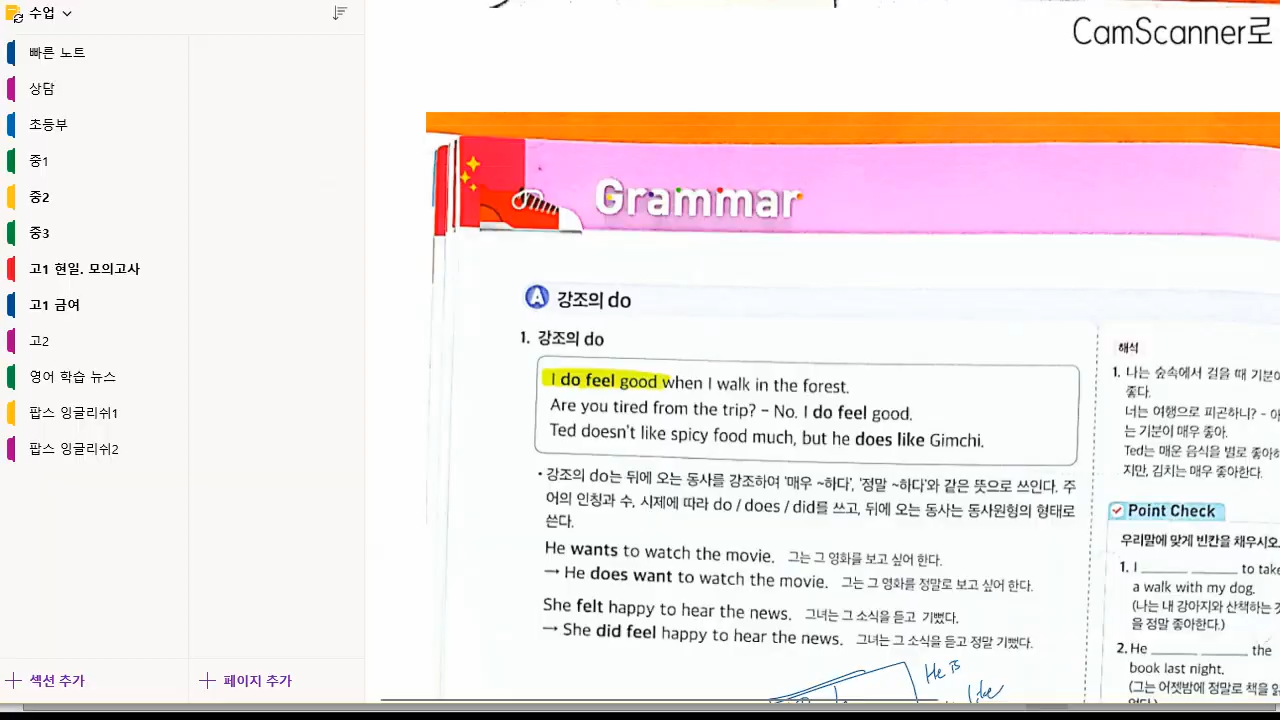 수업
빠른 노트
상담
초등부
중1
중2
중3
고1 현일. 모의고사
고1 금여
고2
영어 학습 뉴스
팝스 잉글리쉬1
팝스 잉글리쉬2
섹션 추가
페이지 추가
CamScanner로
Grammar
A 강조의 do
1. 강조의 do
I do feel good when I walk in the forest.
Are you tired from the trip? – No. I do feel good.
Ted doesn't like spicy food much, but he does like Gimchi.
• 강조의 do는 뒤에 오는 동사를 강조하여 '매우 ~하다', '정말 ~하다'와 같은 뜻으로 쓰인다. 주
어의 인칭과 수, 시제에 따라 do / does / did를 쓰고, 뒤에 오는 동사는 동사원형의 형태로
쓴다.
He wants to watch the movie. 그는 그 영화를 보고 싶어 한다.
→ He does want to watch the movie. 그는 그 영화를 정말로 보고 싶어 한다.
She felt happy to hear the news. 그녀는 그 소식을 듣고 기뻤다.
→ She did feel happy to hear the news. 그녀는 그 소식을 듣고 정말 기뻤다.
He is
해석
1. 나는 숲속에서 걸을 때 기분이
좋다.
너는 여행으로 피곤하니? – 아
는 기분이 매우 좋아.
Ted는 매운 음식을 별로 좋아하
지만, 김치는 매우 좋아한다.
Point Check
우리말에 맞게 빈칸을 채우시오.
1. I ______ ______ to take
a walk with my dog.
(나는 내 강아지와 산책하는 것
을 정말 좋아한다.)
2. He ______ ______ the
book last night.
(그는 어젯밤에 정말로 책을 읽